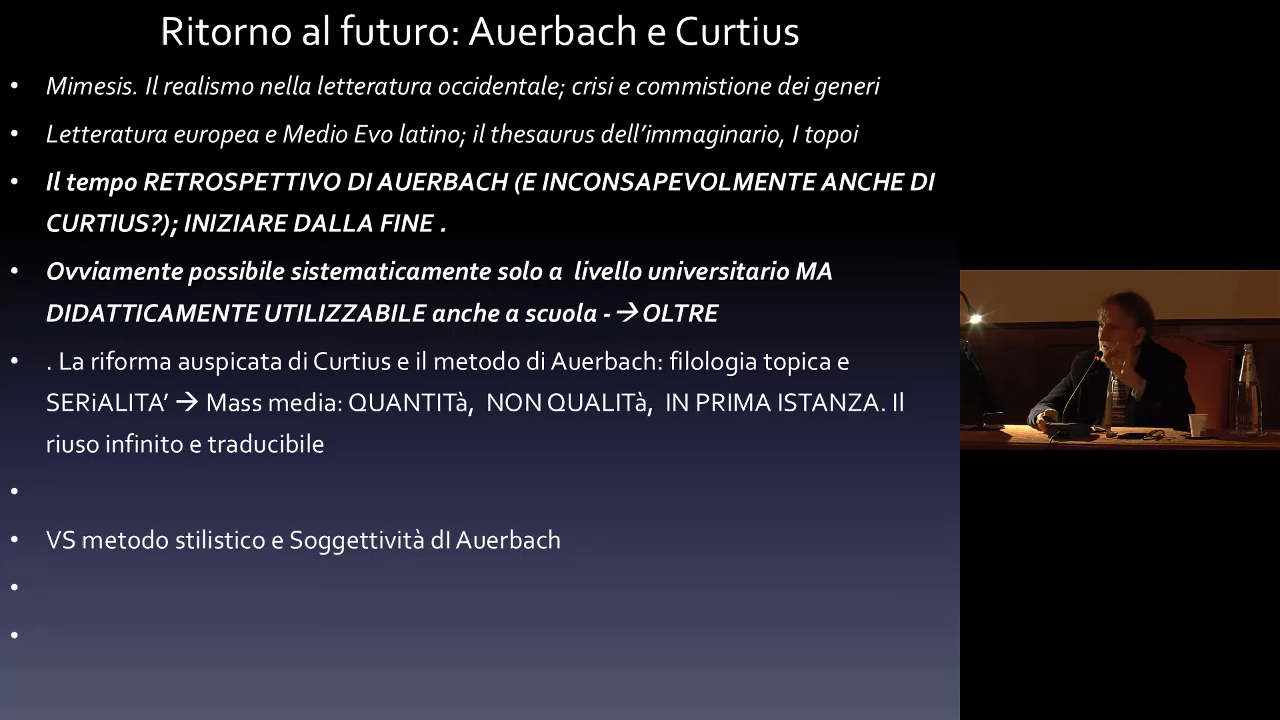 Ritorno al futuro: Auerbach e Curtius
• Mimesis. Il realismo nella letteratura occidentale; crisi e commistione dei generi
• Letteratura europea e Medio Evo latino; il thesaurus dell’immaginario, I topoi
• Il tempo RETROSPETTIVO DI AUERBACH (E INCONSAPEVOLMENTE ANCHE DI
CURTIUS?); INIZIARE DALLA FINE .
• Ovviamente possibile sistematicamente solo a livello universitario MA
DIDATTICAMENTE UTILIZZABILE anche a scuola - → OLTRE
• . La riforma auspicata di Curtius e il metodo di Auerbach: filologia topica e
SERiALITA’ → Mass media: QUANTITà, NON QUALITà, IN PRIMA ISTANZA. Il
riuso infinito e traducibile
•
• VS metodo stilistico e Soggettività dI Auerbach
•
•